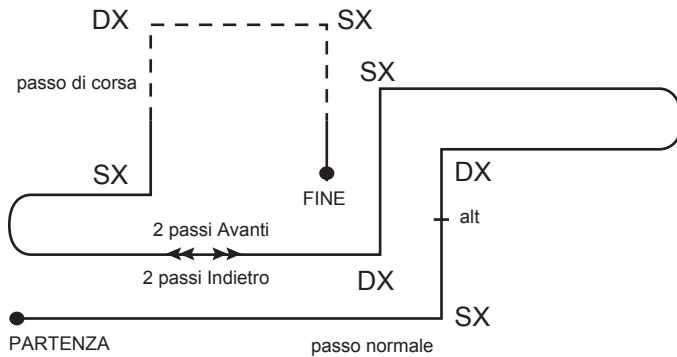 DX
SX
SX
passo di corsa
SX
DX
FINE
alt
2 passi Avanti
2 passi Indietro
DX
SX
PARTENZA
passo normale